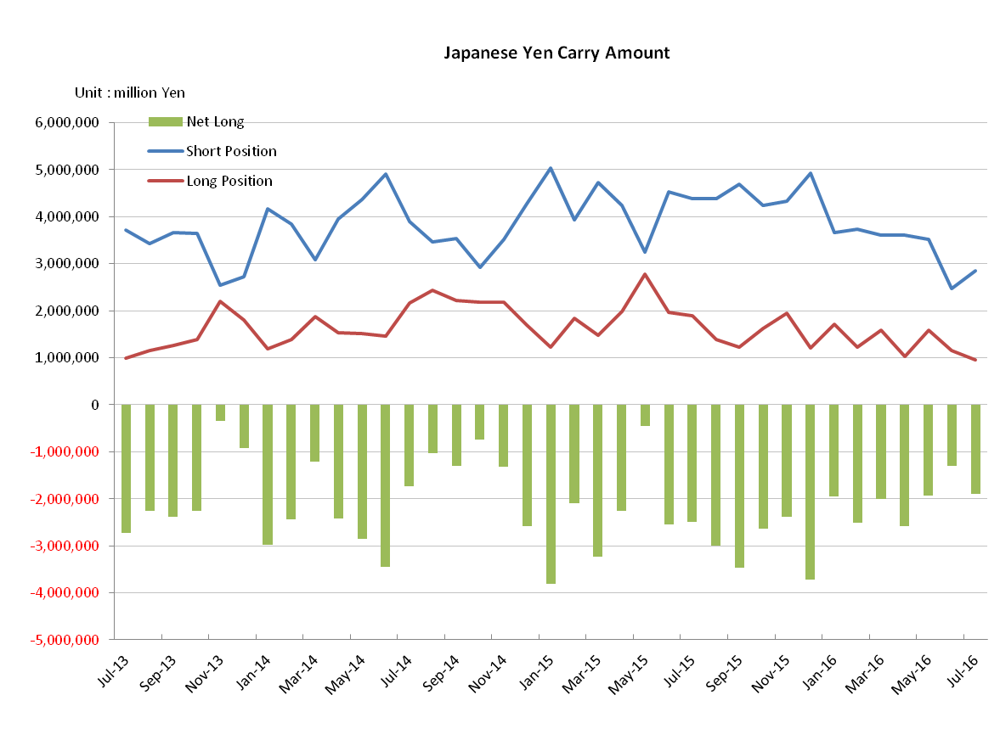 Japanese Yen Carry Amount
Unit : million Yen
Net Long
Short Position
Long Position
6,000,000
5,000,000
4,000,000
3,000,000
2,000,000
1,000,000
0
-1,000,000
-2,000,000
-3,000,000
-4,000,000
-5,000,000
Jul-13
Sep-13
Nov-13
Jan-14
Mar-14
May-14
Jul-14
Sep-14
Nov-14
Jan-15
Mar-15
May-15
Jul-15
Sep-15
Nov-15
Jan-16
Mar-16
May-16
Jul-16